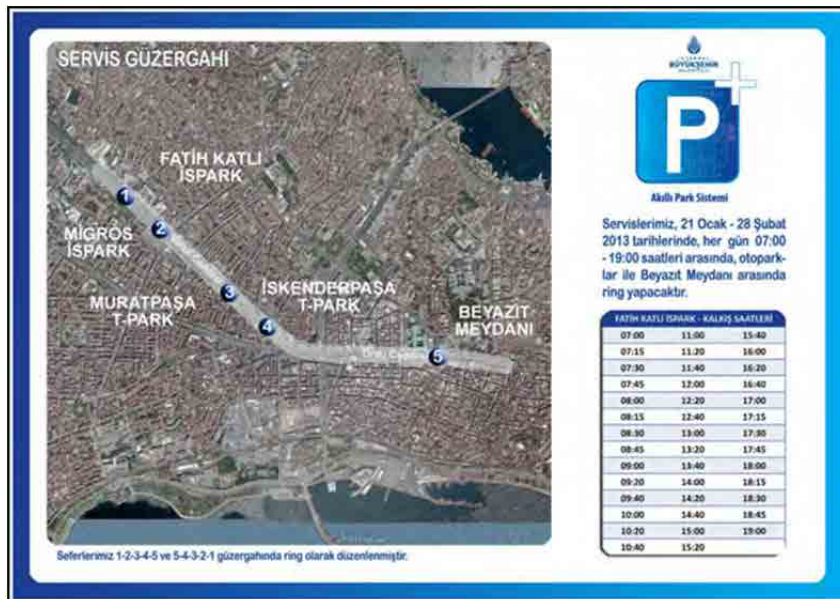 SERVİS GÜZERGAHI
FATİH KATLI
İSPARK
1
2
MİGROS
İSPARK
MURATPAŞA
T-PARK
3
İSKENDERPAŞA
T-PARK
4
BEYAZIT
MEYDANI
5
Seferlerimiz 1-2-3-4-5 ve 5-4-3-2-1 güzergahında ring olarak düzenlenmiştir.
BÜYÜKŞEHİR
P+
Akıllı Park Sistemi
Servislerimiz, 21 Ocak - 28 Şubat
2013 tarihlerinde, her gün 07:00
- 19:00 saatleri arasında, otopark-
lar ile Beyazıt Meydanı arasında
ring yapacaktır.
FATİH KATLI İSPARK - KALKIŞ SAATLERİ
07:00 11:00 15:40
07:15 11:20 16:00
07:30 11:40 16:20
07:45 12:00 16:40
08:00 12:20 17:00
08:15 12:40 17:15
08:30 13:00 17:30
08:45 13:20 17:45
09:00 13:40 18:00
09:20 14:00 18:15
09:40 14:20 18:30
10:00 14:40 18:45
10:20 15:00 19:00
10:40 15:20